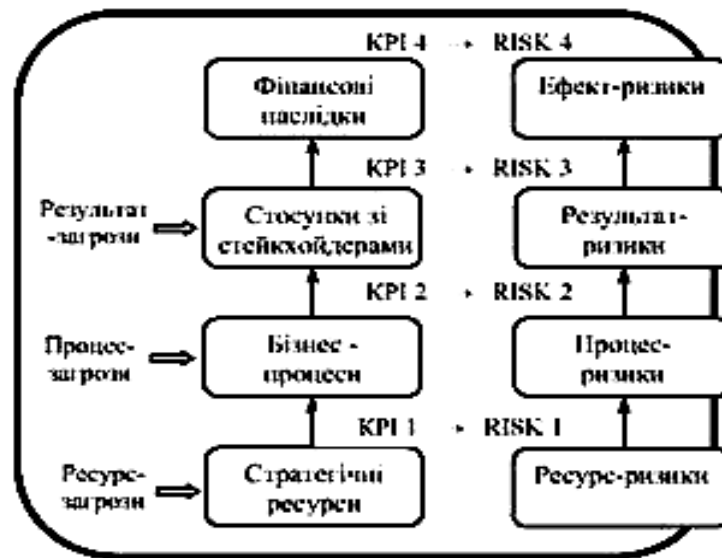 KPI 4 → RISK 4
Фінансові
наслідки
Ефект-ризики
KPI 3 → RISK 3
Результат
-загрози
Стосунки зі
стейкхойдерами
Результат-
ризики
KPI 2 → RISK 2
Процес-
загрози
Бізнес -
процеси
Процес-
ризики
KPI 1 → RISK 1
Ресурс-
загрози
Стратегічні
ресурси
Ресурс-ризики